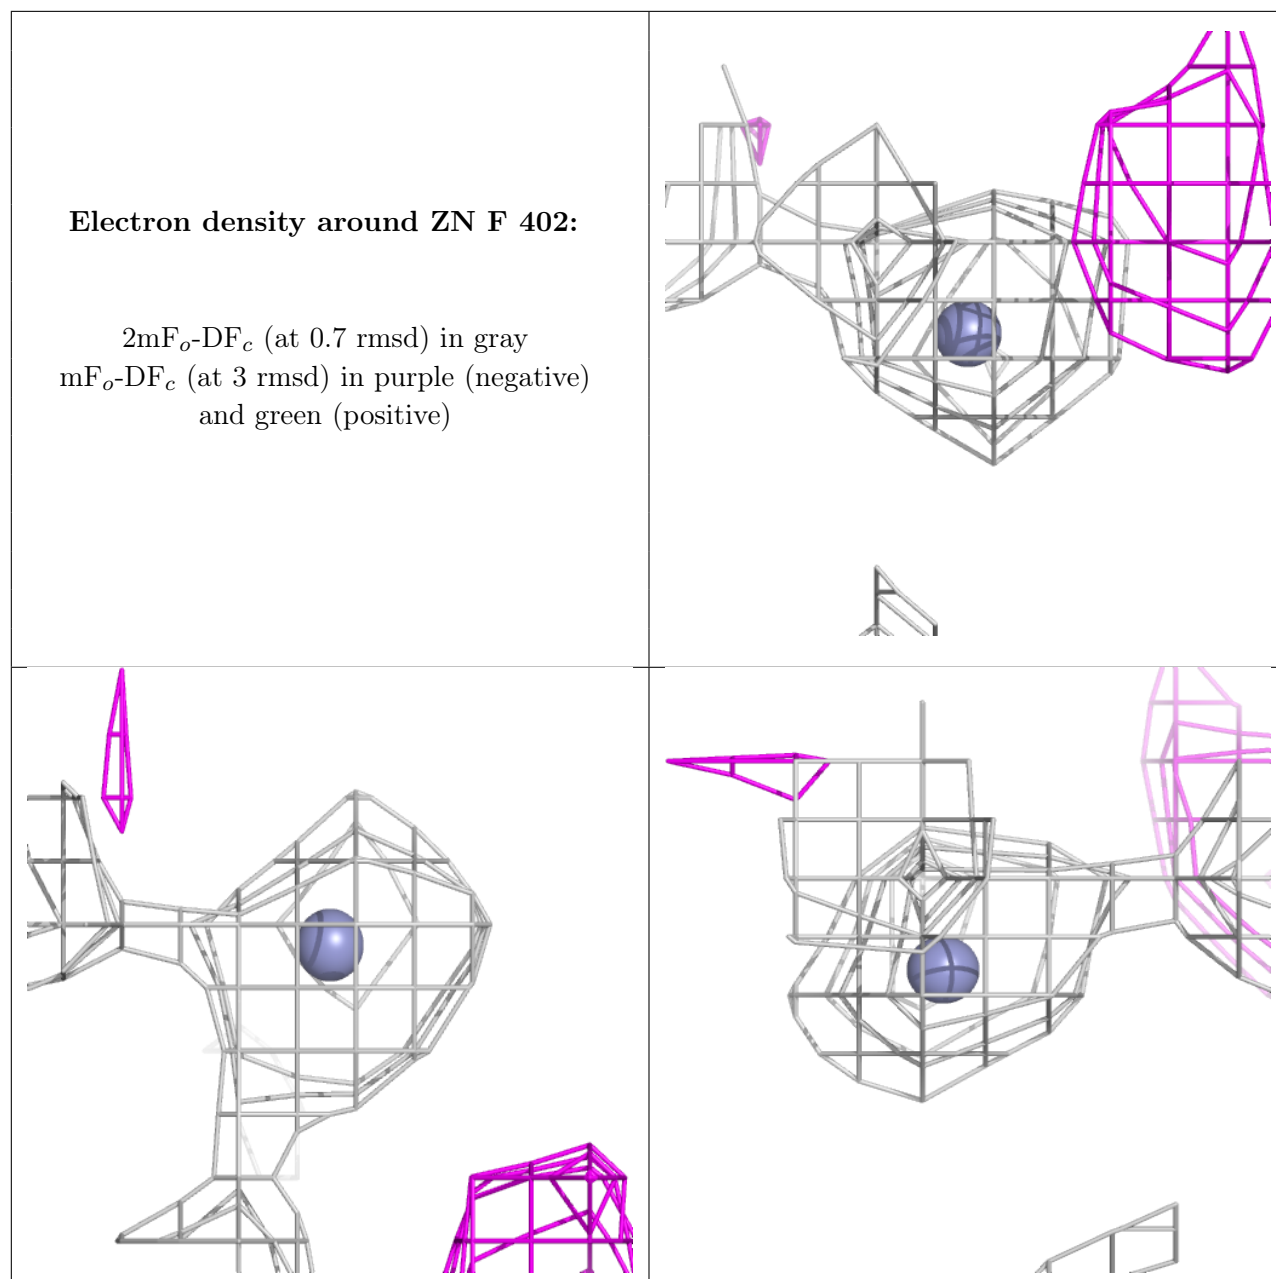 Electron density around ZN F 402:
2mFo-DFc (at 0.7 rmsd) in gray
mFo-DFc (at 3 rmsd) in purple (negative)
and green (positive)